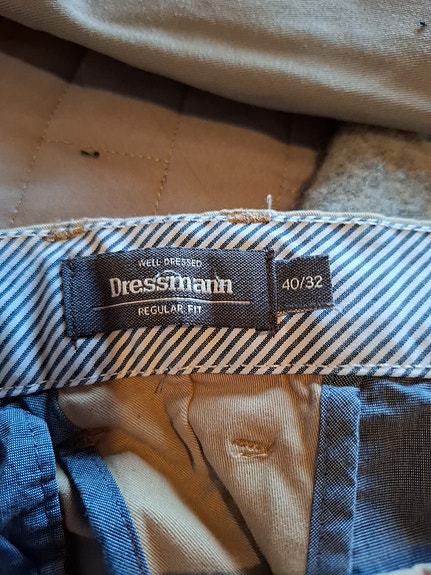 WELL DRESSED
Dressmann
REGULAR FIT
40/32